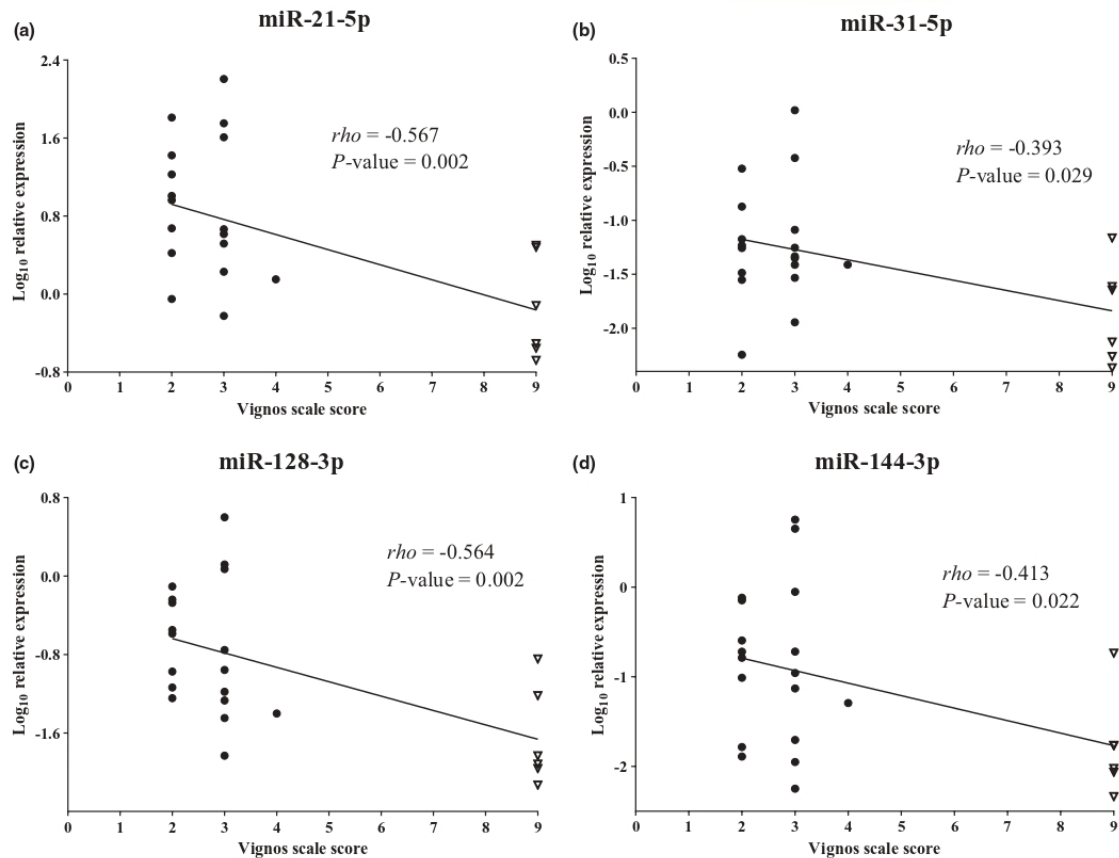 (a)
miR-21-5p
2.4
1.6
0.8
0.0
-0.8
Log10 relative expression
rho = -0.567
P-value = 0.002
0 1 2 3 4 5 6 7 8 9
Vignos scale score
(b)
miR-31-5p
0.5
0.0
-0.5
-1.0
-1.5
-2.0
Log10 relative expression
rho = -0.393
P-value = 0.029
0 1 2 3 4 5 6 7 8 9
Vignos scale score
(c)
miR-128-3p
0.8
0.0
-0.8
-1.6
Log10 relative expression
rho = -0.564
P-value = 0.002
0 1 2 3 4 5 6 7 8 9
Vignos scale score
(d)
miR-144-3p
1
0
-1
-2
Log10 relative expression
rho = -0.413
P-value = 0.022
0 1 2 3 4 5 6 7 8 9
Vignos scale score